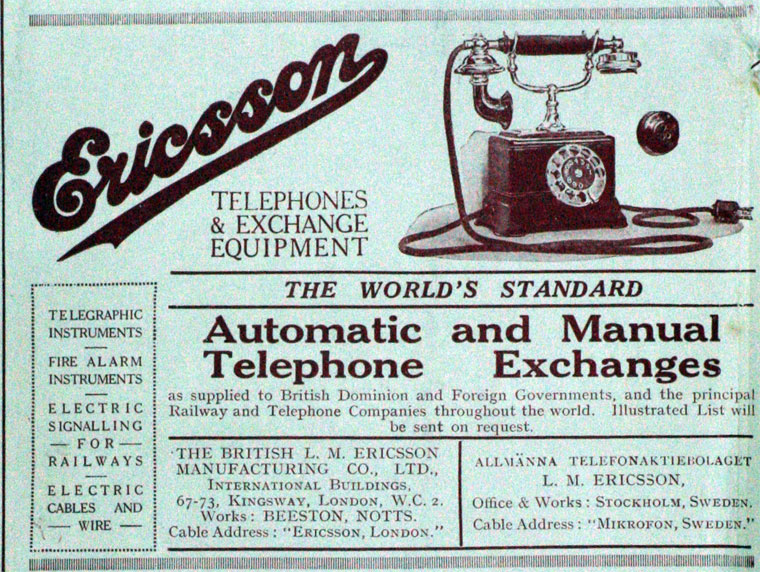 Ericsson
TELEPHONES
& EXCHANGE
EQUIPMENT
THE WORLD'S STANDARD
TELEGRAPHIC
INSTRUMENTS
FIRE ALARM
INSTRUMENTS
ELECTRIC
SIGNALLING
— FOR —
RAILWAYS
ELECTRIC
CABLES AND
— WIRE —
Automatic and Manual
Telephone Exchanges
as supplied to British Dominion and Foreign Governments, and the principal
Railway and Telephone Companies throughout the world. Illustrated List will
be sent on request.
THE BRITISH L. M. ERICSSON
MANUFACTURING CO., LTD.,
INTERNATIONAL BUILDINGS,
67-73, KINGSWAY, LONDON, W.C. 2.
Works: BEESTON, NOTTS.
Cable Address: "ERICSSON, LONDON."
ALLMÄNNA TELEFONAKTIEBOLAGET
L. M. ERICSSON,
Office & Works: STOCKHOLM, SWEDEN.
Cable Address: "MIKROFON, SWEDEN."